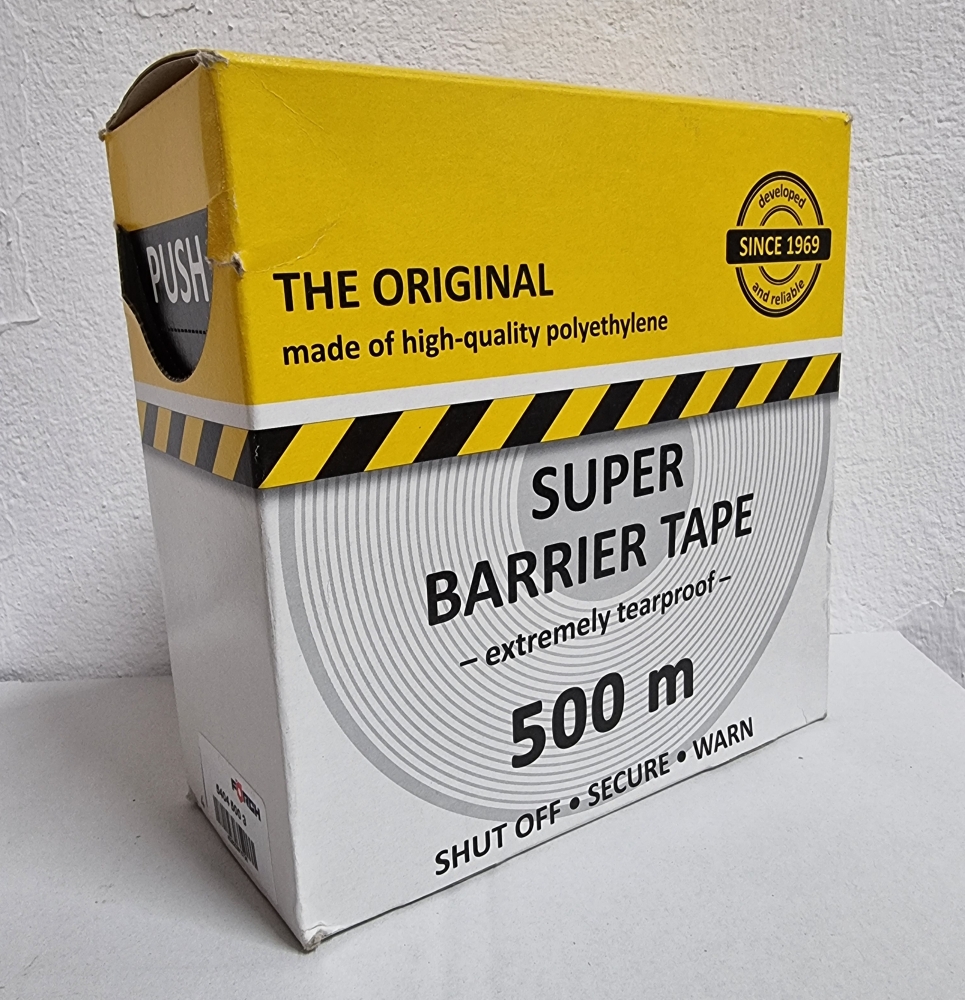 PUSH
THE ORIGINAL
made of high-quality polyethylene
developed
SINCE 1969
and reliable
SUPER
BARRIER TAPE
– extremely tearproof –
500 m
SHUT OFF • SECURE • WARN
FÖRCH